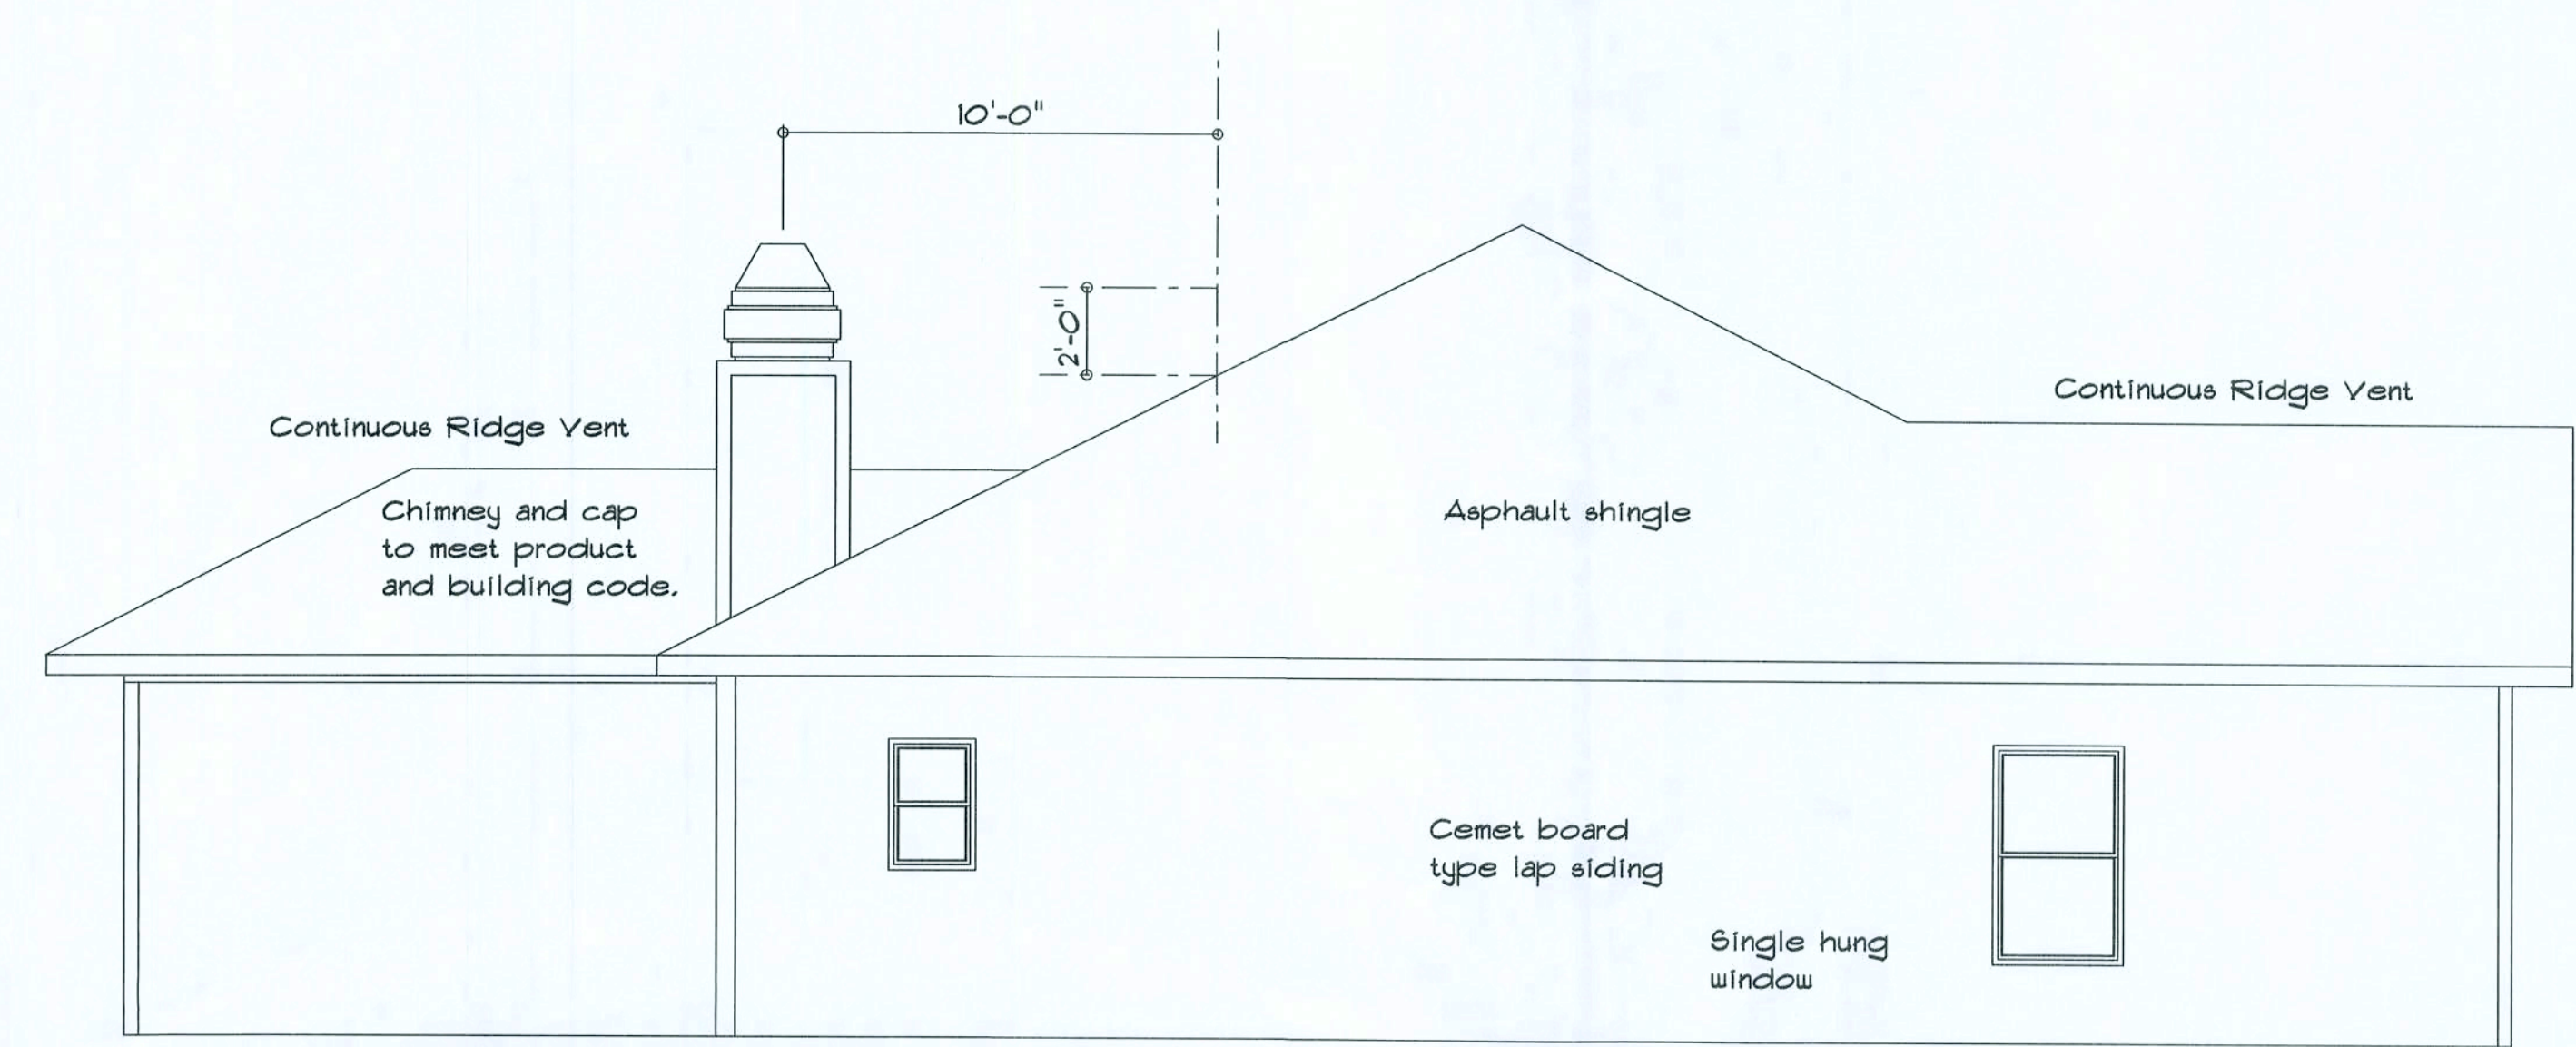 10'-0"
2'-0"
Continuous Ridge Vent
Continuous Ridge Vent
Chimney and cap
to meet product
and building code.
Asphault shingle
Cemet board
type lap siding
Single hung
window